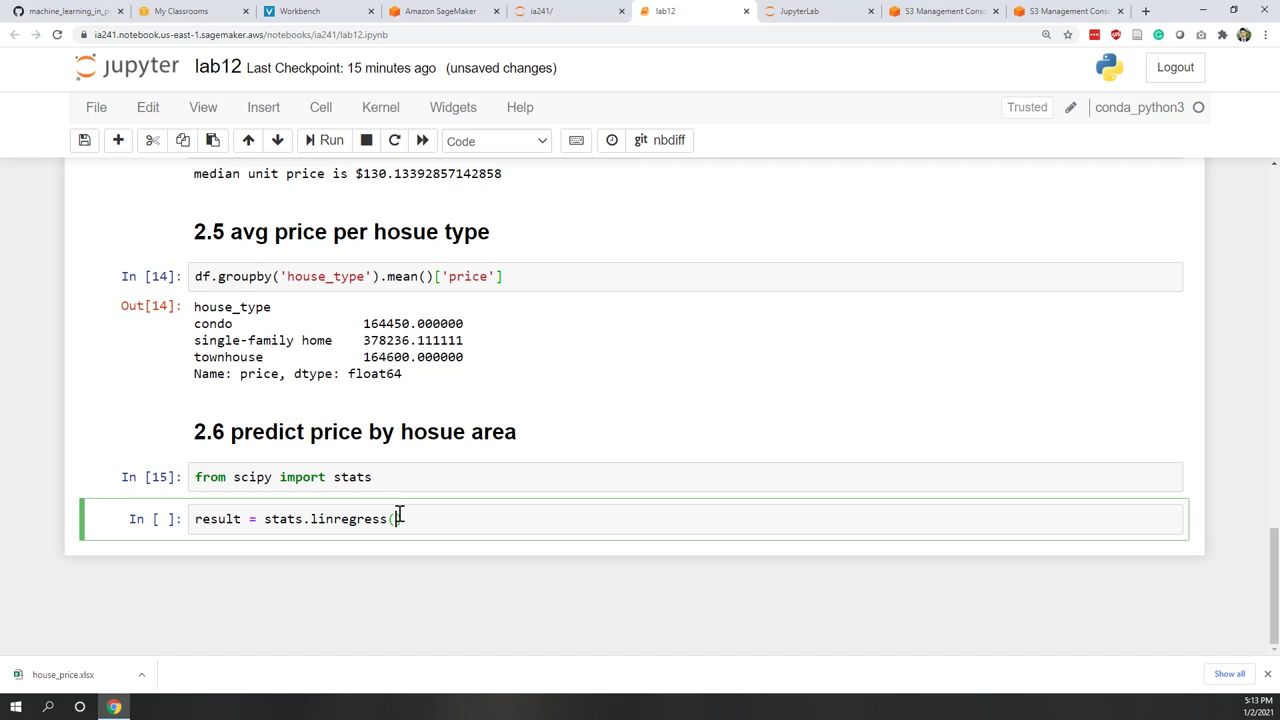 machine_learning_in_p
My Classrooms
Workbench
Amazon SageMaker
ia241/
lab12
JupyterLab
S3 Management Cons
S3 Management Cons
ia241.notebook.us-east-1.sagemaker.aws/notebooks/ia241/lab12.ipynb
jupyter lab12 Last Checkpoint: 15 minutes ago (unsaved changes)
Logout
File Edit View Insert Cell Kernel Widgets Help
Trusted
conda_python3
Run
Code
git nbdiff
median unit price is $130.13392857142858
2.5 avg price per hosue type
In [14]: df.groupby('house_type').mean()['price']
Out[14]: house_type
condo 164450.000000
single-family home 378236.111111
townhouse 164600.000000
Name: price, dtype: float64
2.6 predict price by hosue area
In [15]: from scipy import stats
In [ ]: result = stats.linregress()
house_price.xlsx
Show all
5:13 PM
1/2/2021